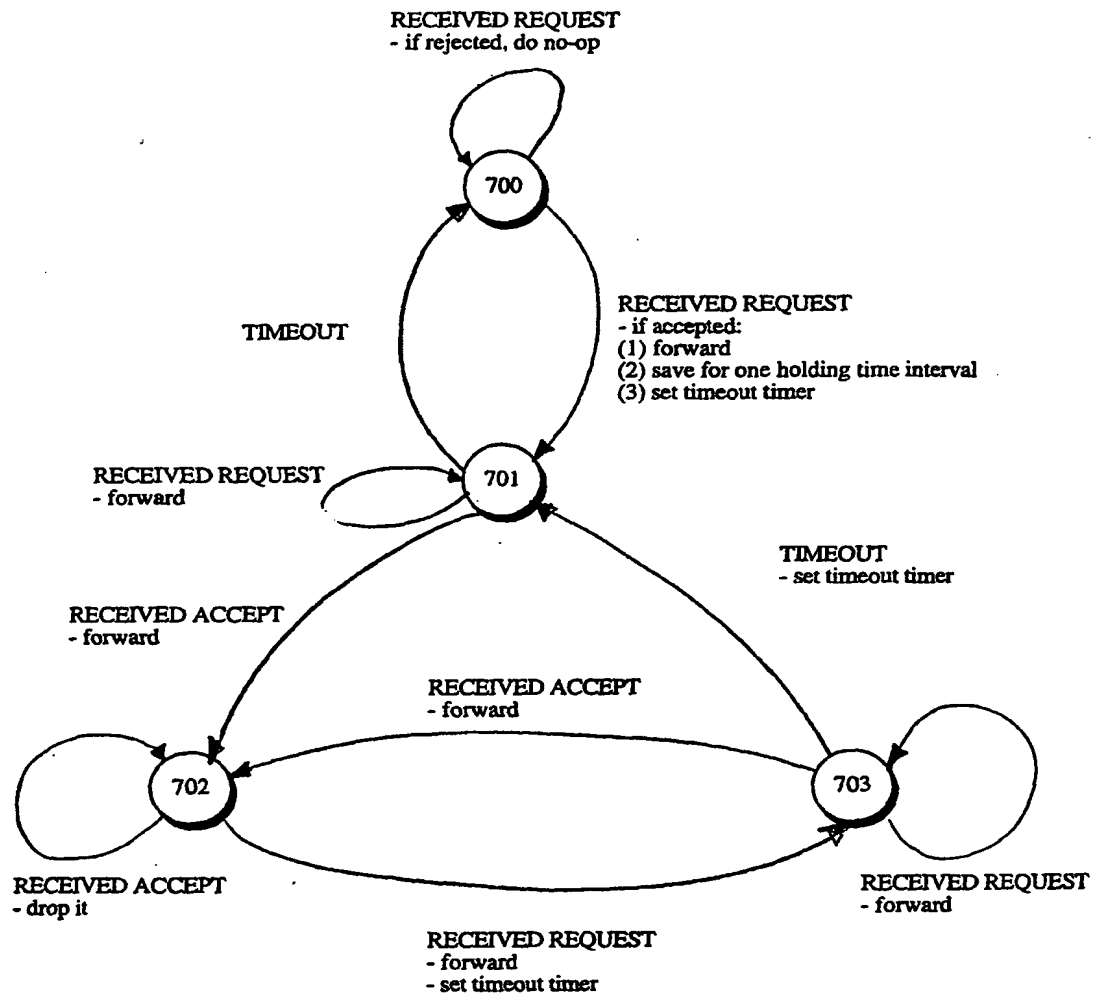 RECEIVED REQUEST
- if rejected, do no-op
700
RECEIVED REQUEST
- if accepted:
(1) forward
(2) save for one holding time interval
(3) set timeout timer
TIMEOUT
RECEIVED REQUEST
- forward
701
TIMEOUT
- set timeout timer
RECEIVED ACCEPT
- forward
RECEIVED ACCEPT
- forward
702
703
RECEIVED ACCEPT
- drop it
RECEIVED REQUEST
- forward
RECEIVED REQUEST
- forward
- set timeout timer